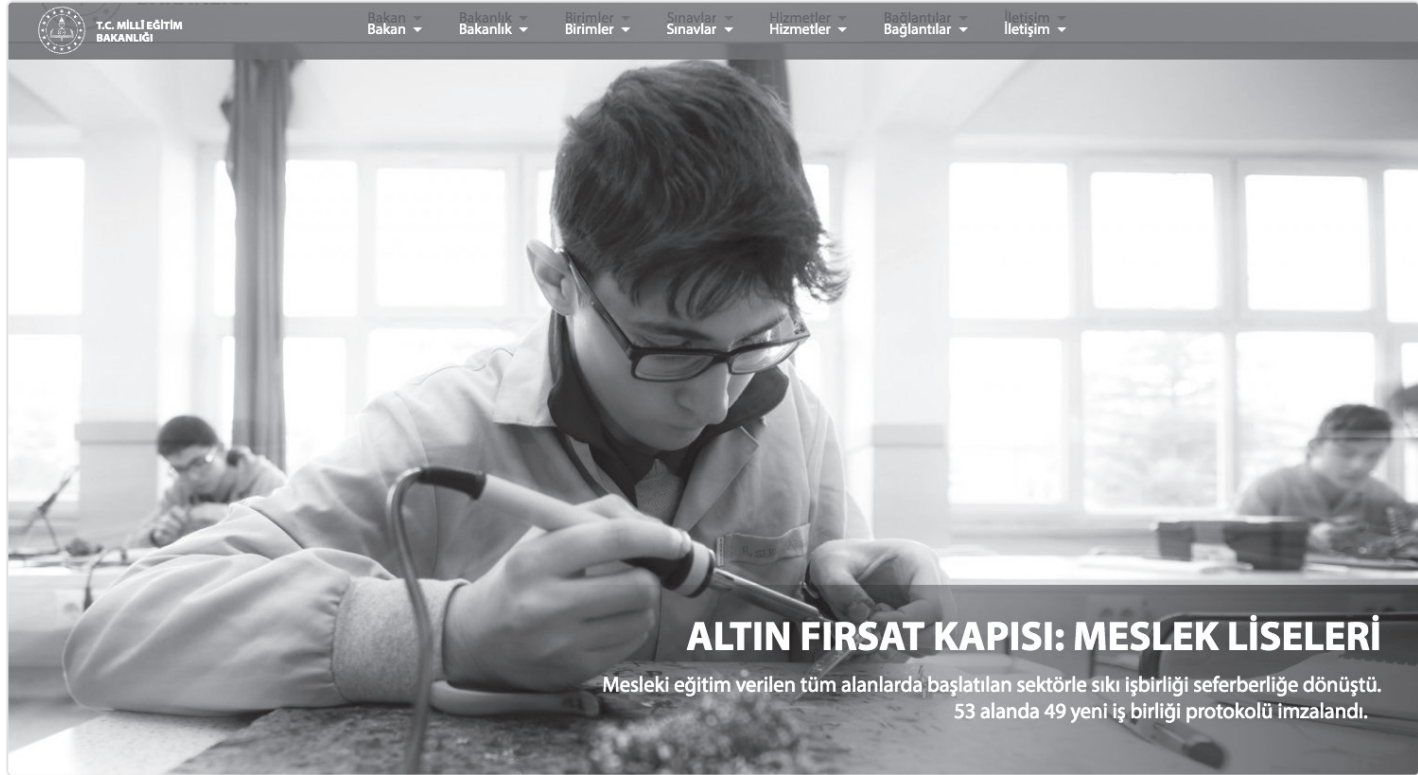 T.C. MİLLÎ EĞİTİM
BAKANLIĞI
Bakan Bakanlık Birimler Sınavlar Hizmetler Bağlantılar İletişim
Bakan Bakanlık Birimler Sınavlar Hizmetler Bağlantılar İletişim
ALTIN FIRSAT KAPISI: MESLEK LİSELERİ
Mesleki eğitim verilen tüm alanlarda başlatılan sektörle sıkı işbirliği seferberliğe dönüştü.
53 alanda 49 yeni iş birliği protokolü imzalandı.